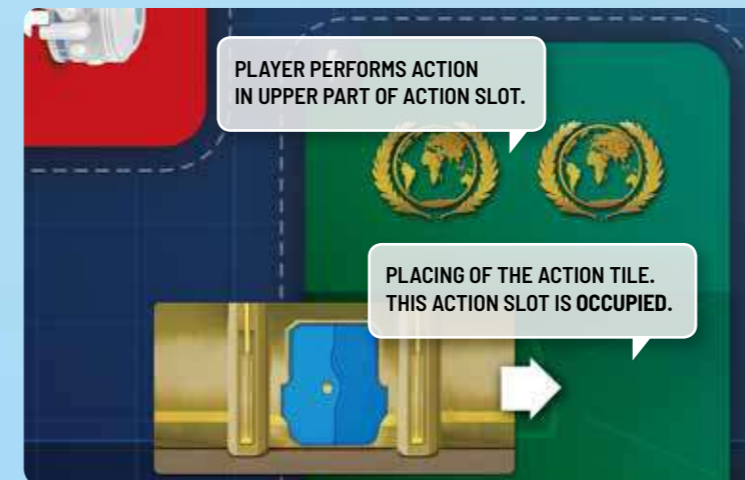 PLAYER PERFORMS ACTION
IN UPPER PART OF ACTION SLOT.
PLACING OF THE ACTION TILE.
THIS ACTION SLOT IS OCCUPIED.